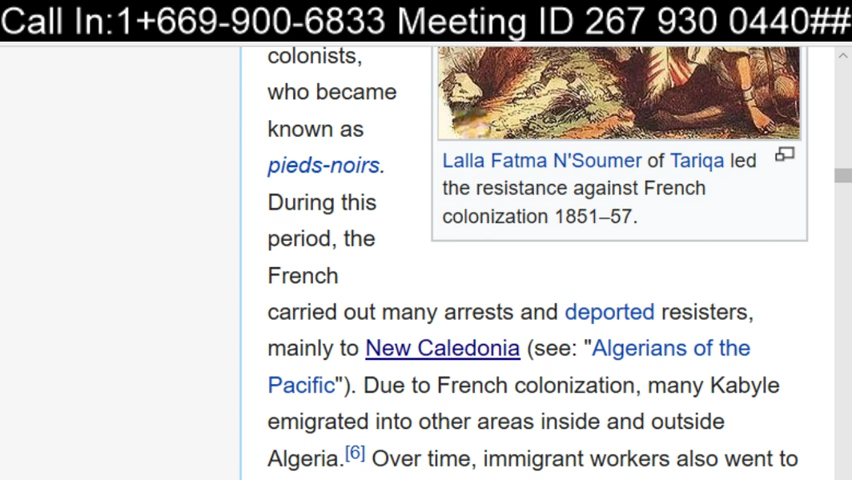 Call In:1+669-900-6833 Meeting ID 267 930 0440##
colonists,
who became
known as
pieds-noirs.
During this
period, the
French
Lalla Fatma N'Soumer of Tariqa led
the resistance against French
colonization 1851–57.
carried out many arrests and deported resisters,
mainly to New Caledonia (see: "Algerians of the
Pacific"). Due to French colonization, many Kabyle
emigrated into other areas inside and outside
Algeria.[6] Over time, immigrant workers also went to